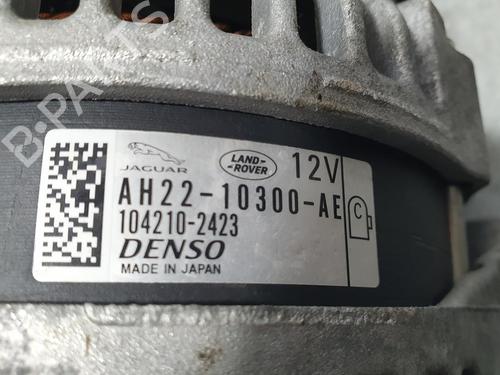 JAGUAR
LAND-
ROVER
12V
AH22-10300-AE
C
104210-2423
DENSO
MADE IN JAPAN
B-PARTS